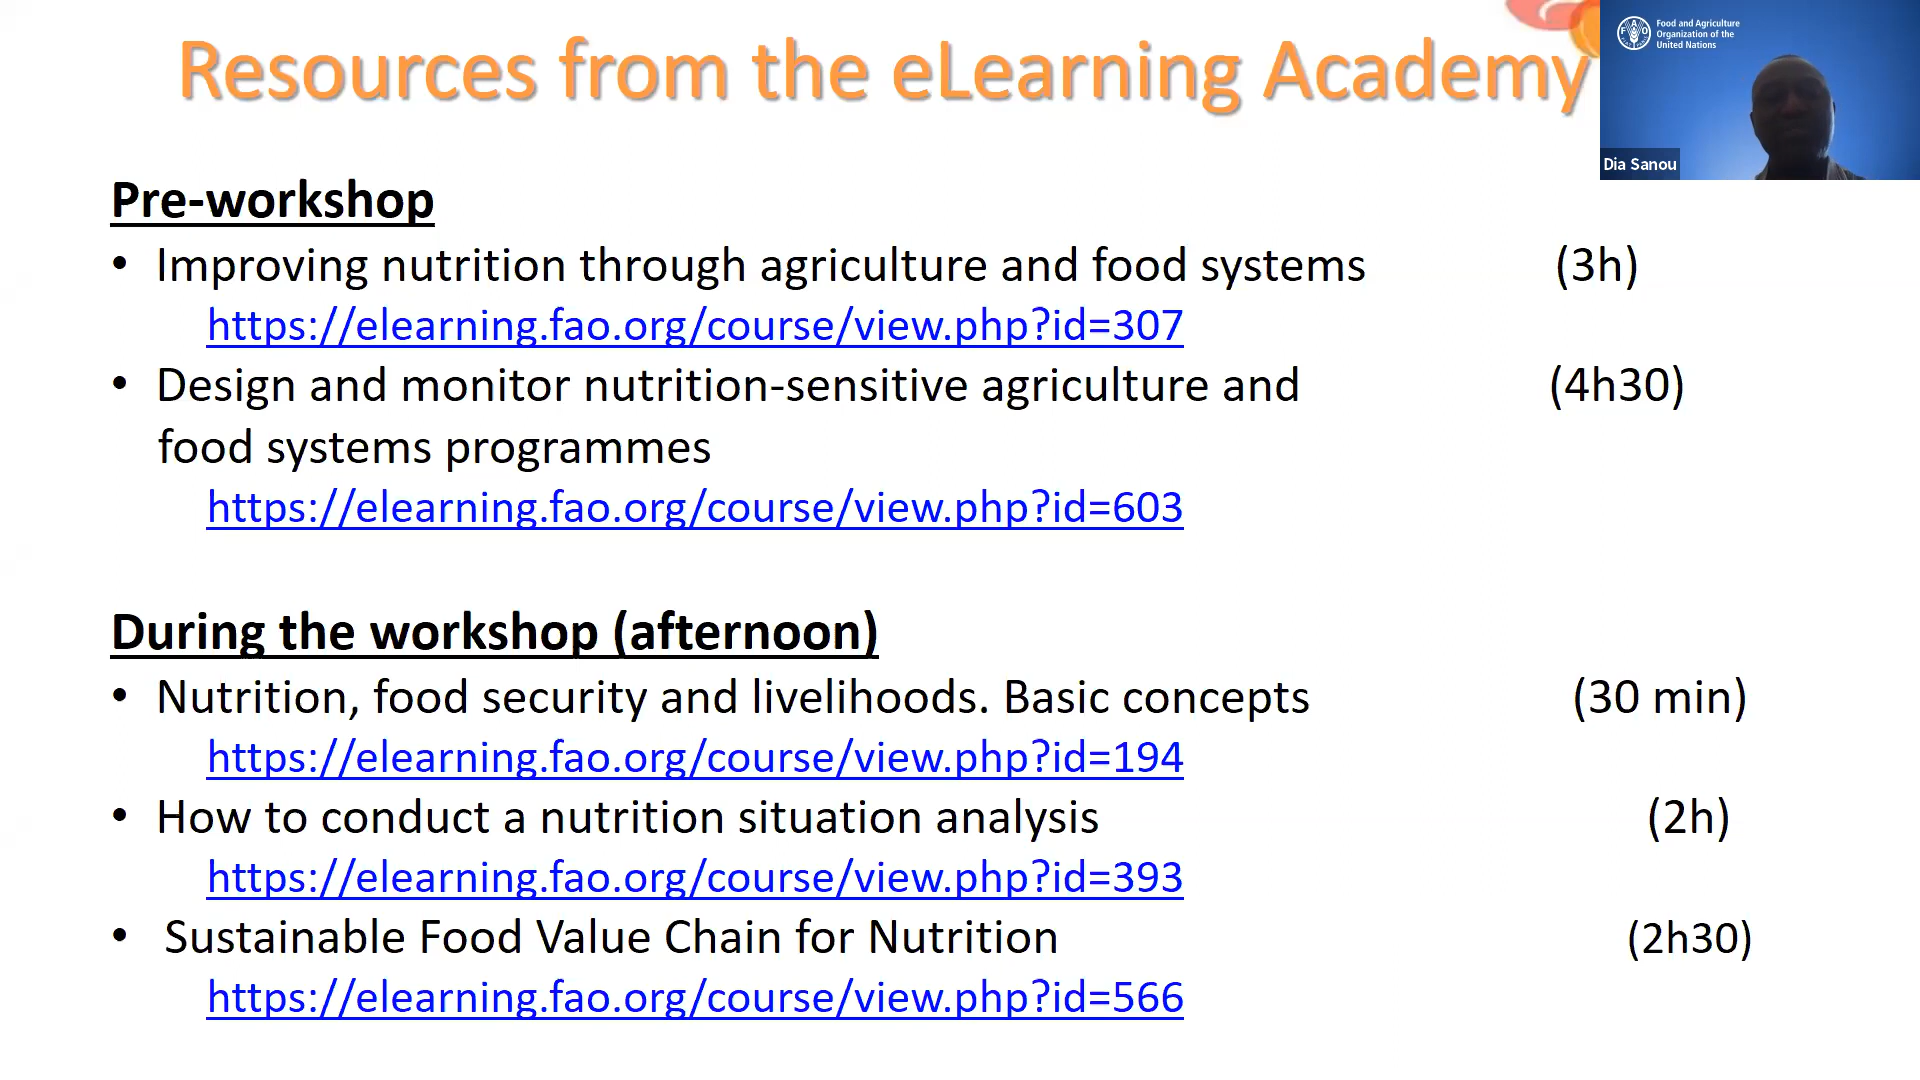 Resources from the eLearning Academy
Food and Agriculture
Organization of the
United Nations
Dia Sanou
Pre-workshop
• Improving nutrition through agriculture and food systems (3h)
https://elearning.fao.org/course/view.php?id=307
• Design and monitor nutrition-sensitive agriculture and (4h30)
food systems programmes
https://elearning.fao.org/course/view.php?id=603
During the workshop (afternoon)
• Nutrition, food security and livelihoods. Basic concepts (30 min)
https://elearning.fao.org/course/view.php?id=194
• How to conduct a nutrition situation analysis (2h)
https://elearning.fao.org/course/view.php?id=393
• Sustainable Food Value Chain for Nutrition (2h30)
https://elearning.fao.org/course/view.php?id=566